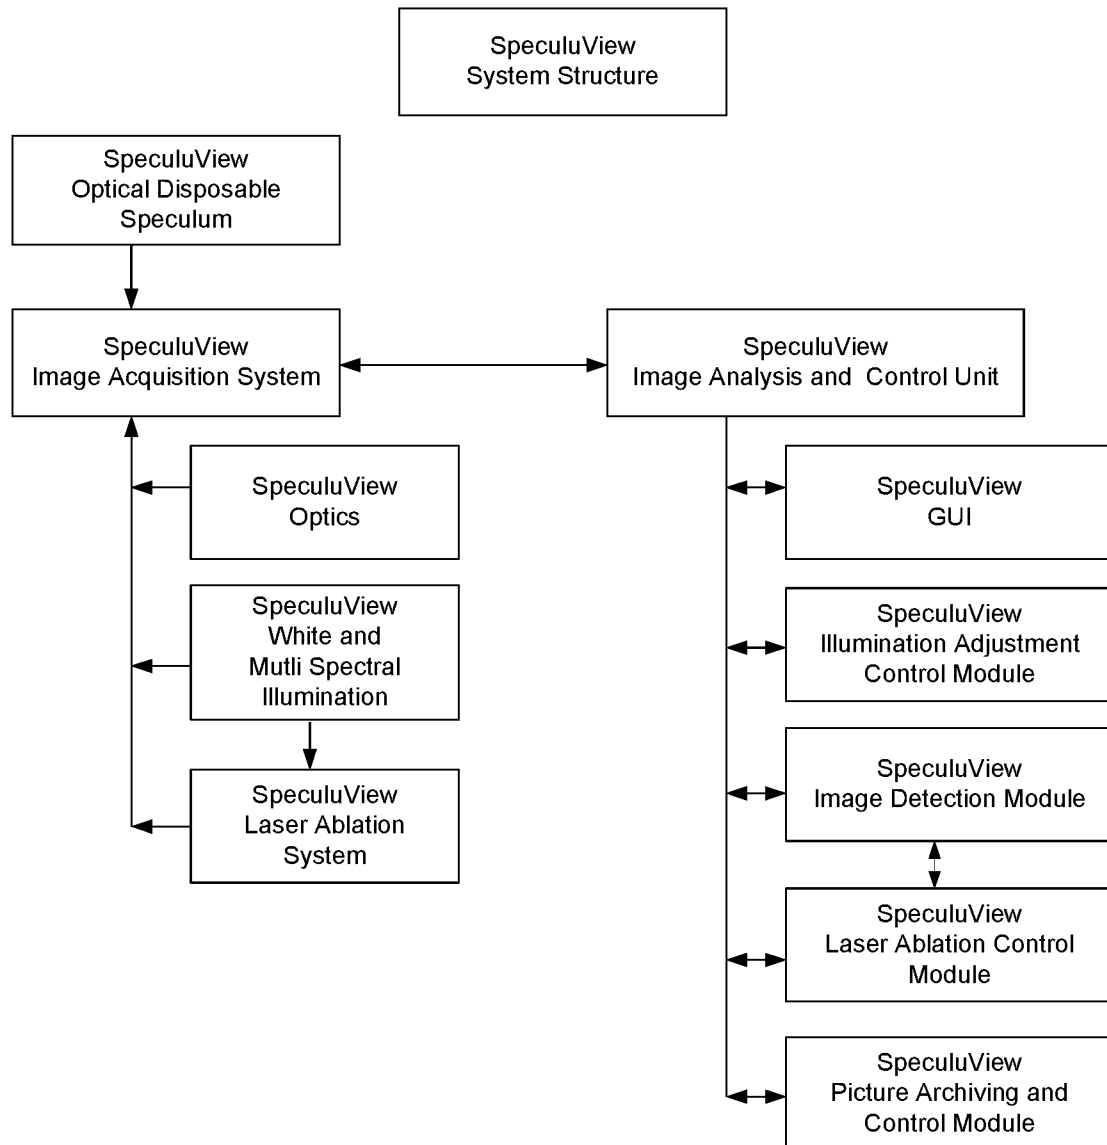 SpeculuView
System Structure
SpeculuView
Optical Disposable
Speculum
SpeculuView
Image Acquisition System
SpeculuView
Image Analysis and  Control Unit
SpeculuView
Optics
SpeculuView
White and
Mutli Spectral
Illumination
SpeculuView
Laser Ablation
System
SpeculuView
GUI
SpeculuView
Illumination Adjustment
Control Module
SpeculuView
Image Detection Module
SpeculuView
Laser Ablation Control
Module
SpeculuView
Picture Archiving and
Control Module